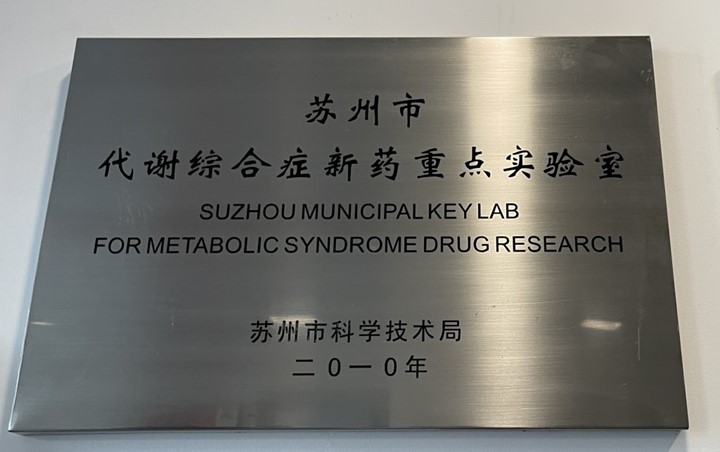 苏州市
代谢综合症新药重点实验室
SUZHOU MUNICIPAL KEY LAB
FOR METABOLIC SYNDROME DRUG RESEARCH
苏州市科学技术局
二0一0年